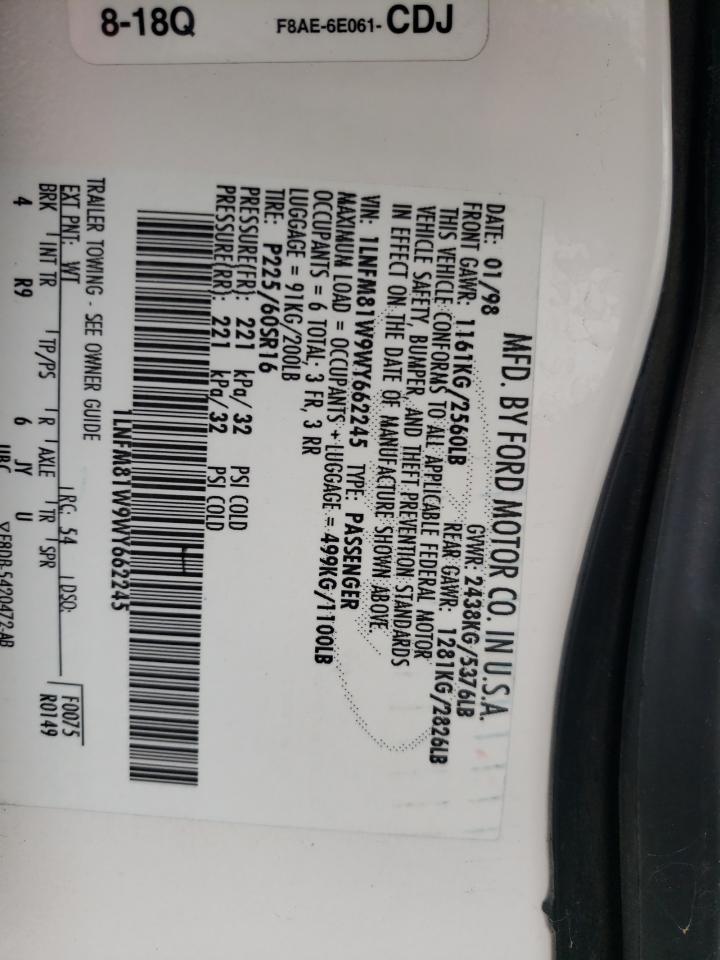 8-18Q F8AE-6E061- CDJ
MFD. BY FORD MOTOR CO. IN U.S.A.
DATE: 01/98 GVWR: 2438KG/5376LB
FRONT GAWR: 1161KG/2560LB REAR GAWR: 1281KG/2826LB
THIS VEHICLE CONFORMS TO ALL APPLICABLE FEDERAL MOTOR
VEHICLE SAFETY, BUMPER, AND THEFT PREVENTION STANDARDS
IN EFFECT ON THE DATE OF MANUFACTURE SHOWN ABOVE.
VIN: 1LNFM81W9WY662245 TYPE: PASSENGER
MAXIMUM LOAD = OCCUPANTS + LUGGAGE = 499KG/1100LB
OCCUPANTS = 6 TOTAL: 3 FR, 3 RR
LUGGAGE = 91KG/200LB
TIRE: P225/60SR16
PRESSURE(FR): 221 kPa/ 32 PSI COLD
PRESSURE(RR): 221 kPa/ 32 PSI COLD
1LNFM81W9WY662245
TRAILER TOWING - SEE OWNER GUIDE
EXT PNT: WT RC: 54 DSO: F0075
BRK INT TR TP/PS R AXLE TR SPR R0149
4 R9 6 JY U